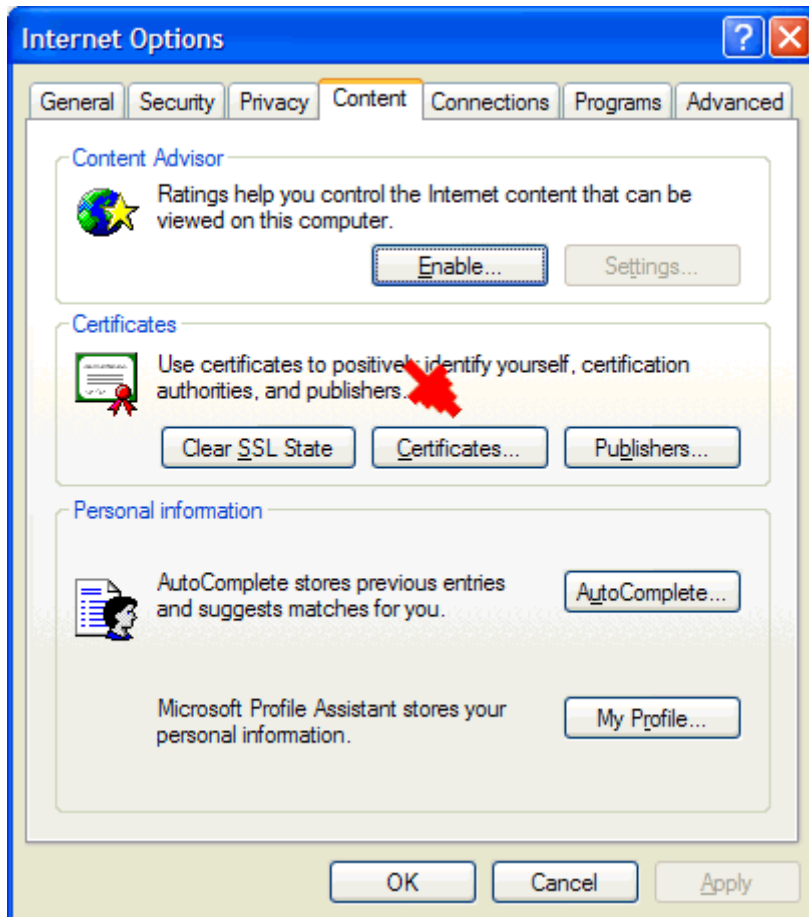 Internet Options
?
General Security Privacy Content Connections Programs Advanced
Content Advisor
Ratings help you control the Internet content that can be
viewed on this computer.
Enable... Settings...
Certificates
Use certificates to positively identify yourself, certification
authorities, and publishers.
Clear SSL State Certificates... Publishers...
Personal information
AutoComplete stores previous entries
and suggests matches for you.
AutoComplete...
Microsoft Profile Assistant stores your
personal information.
My Profile...
OK Cancel Apply